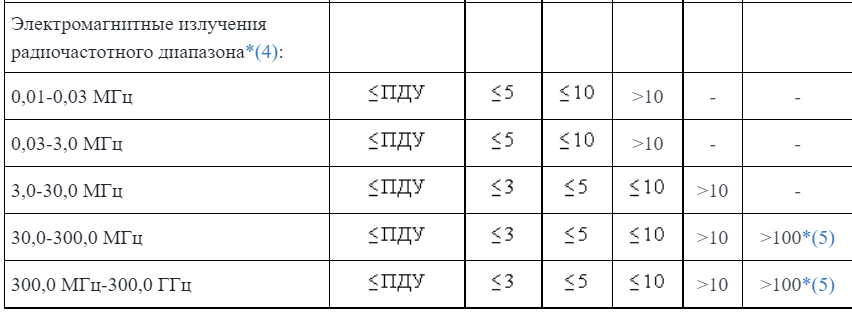 Электромагнитные излучения
радиочастотного диапазона*(4):
0,01-0,03 МГц ≤ПДУ ≤5 ≤10 >10 - -
0,03-3,0 МГц ≤ПДУ ≤5 ≤10 >10 - -
3,0-30,0 МГц ≤ПДУ ≤3 ≤5 ≤10 >10 -
30,0-300,0 МГц ≤ПДУ ≤3 ≤5 ≤10 >10 >100*(5)
300,0 МГц-300,0 ГГц ≤ПДУ ≤3 ≤5 ≤10 >10 >100*(5)